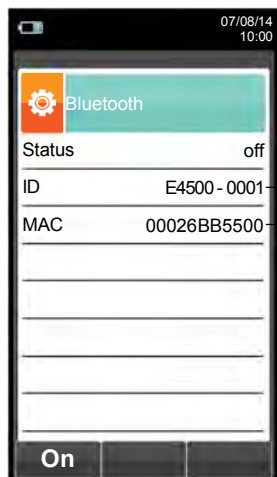 07/08/14
10:00
Bluetooth
Status off
ID E4500 - 0001
MAC 00026BB5500
On